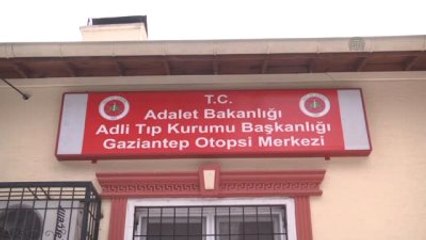 T.C.
Adalet Bakanlığı
Adli Tıp Kurumu Başkanlığı
Gaziantep Otopsi Merkezi